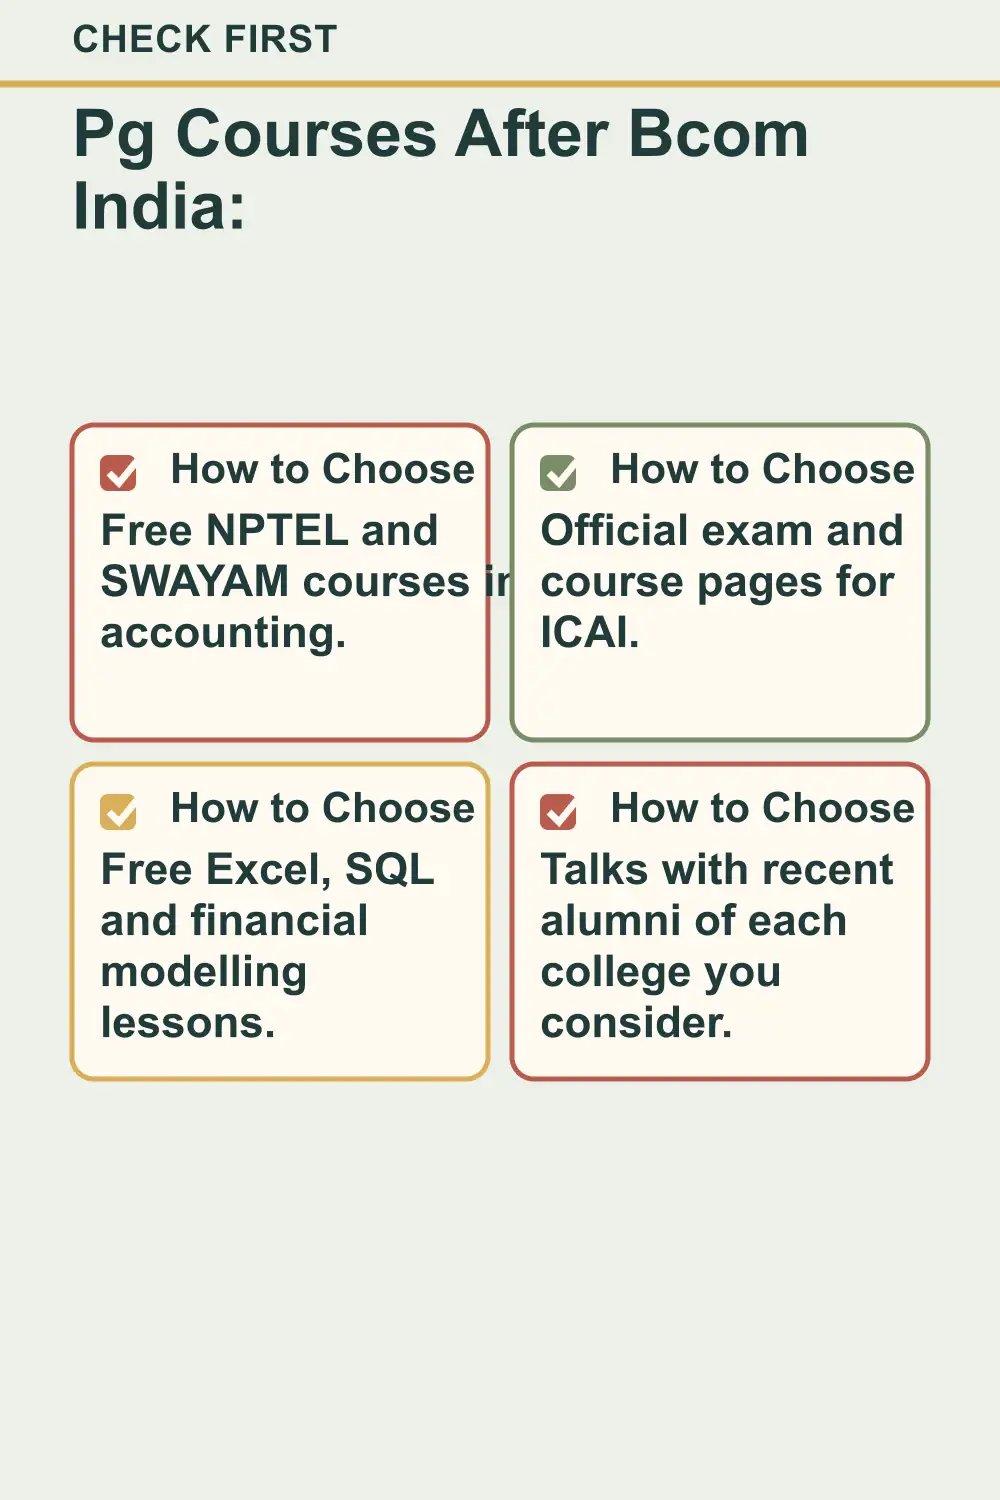 CHECK FIRST
Pg Courses After Bcom
India:
How to Choose
Free NPTEL and
SWAYAM courses in
accounting.
How to Choose
Official exam and
course pages for
ICAI.
How to Choose
Free Excel, SQL
and financial
modelling
lessons.
How to Choose
Talks with recent
alumni of each
college you
consider.